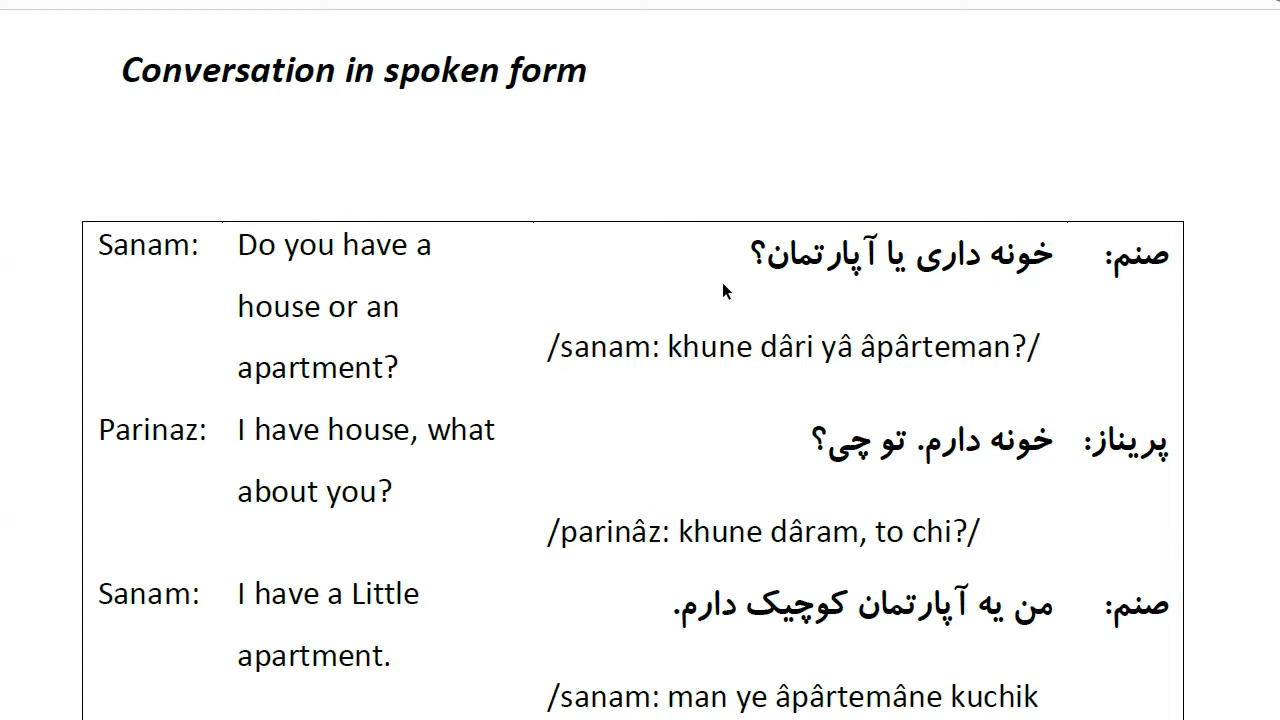 Conversation in spoken form
Sanam:
Do you have a
house or an
apartment?
خونه داری یا آپارتمان؟
صنم:
/sanam: khune dâri yâ âpârteman?/
Parinaz:
I have house, what
about you?
خونه دارم. تو چی؟
پریناز:
/parinâz: khune dâram, to chi?/
Sanam:
I have a Little
apartment.
من یه آپارتمان کوچیک دارم.
صنم:
/sanam: man ye âpârtemâne kuchik